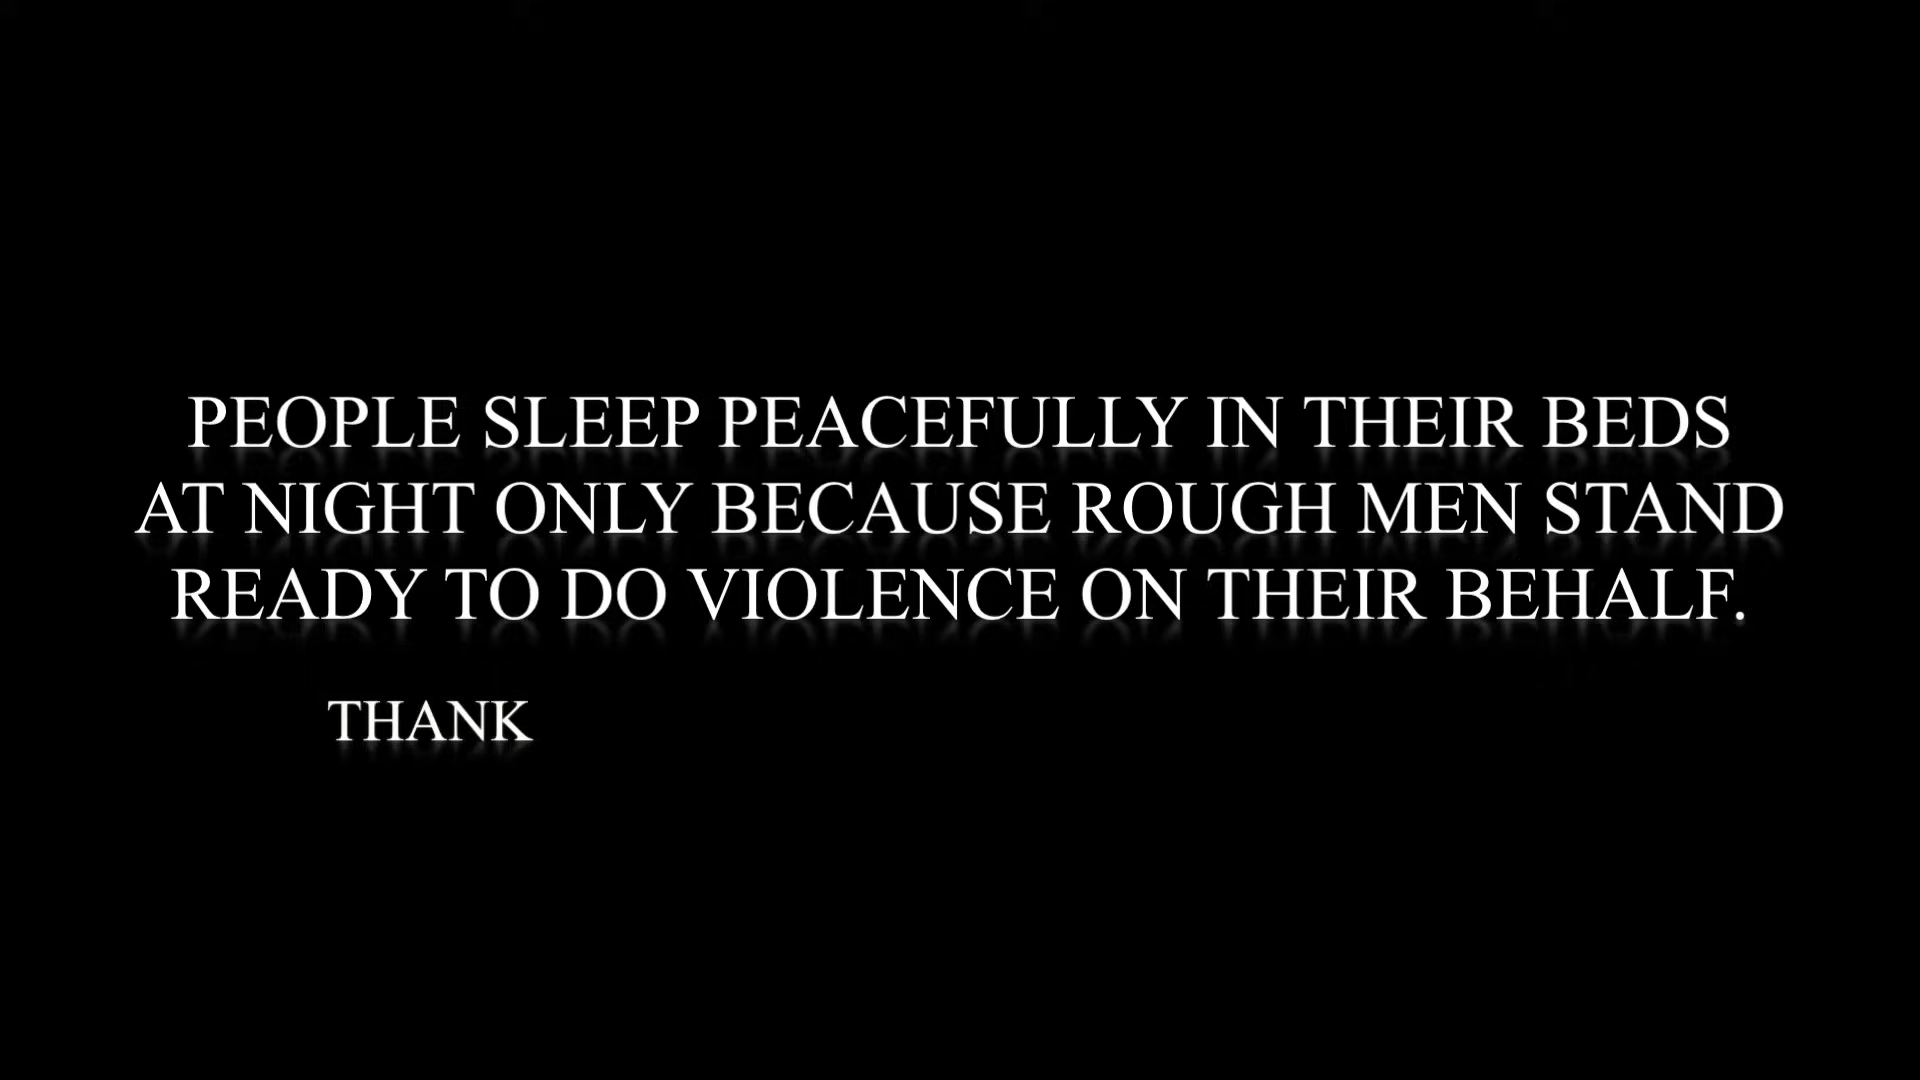 PEOPLE SLEEP PEACEFULLY IN THEIR BEDS
AT NIGHT ONLY BECAUSE ROUGH MEN STAND
READY TO DO VIOLENCE ON THEIR BEHALF.
THANK